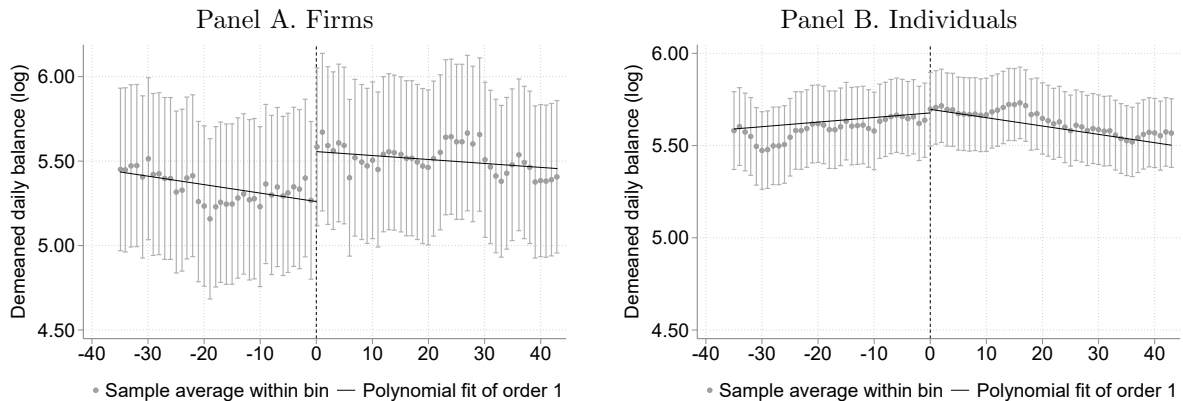 Panel A. Firms
Demeaned daily balance (log)
6.00
5.50
5.00
4.50
-40 -30 -20 -10 0 10 20 30 40
Sample average within bin Polynomial fit of order 1
Panel B. Individuals
Demeaned daily balance (log)
6.00
5.50
5.00
4.50
-40 -30 -20 -10 0 10 20 30 40
Sample average within bin Polynomial fit of order 1